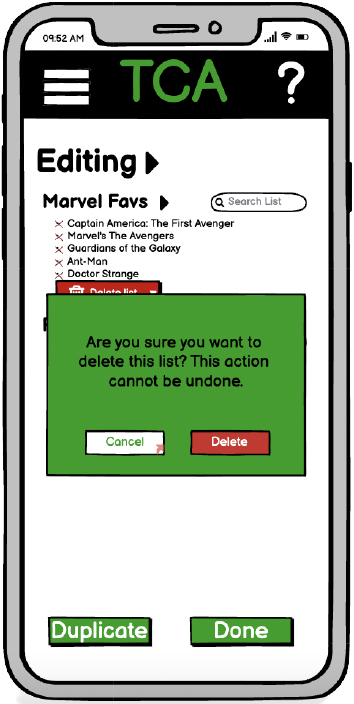 09:52 AM
TCA
?
Editing
Marvel Favs
Search List
Captain America: The First Avenger
Marvel's The Avengers
Guardians of the Galaxy
Ant-Man
Doctor Strange
Delete list
Are you sure you want to
delete this list? This action
cannot be undone.
Cancel
Delete
Duplicate
Done